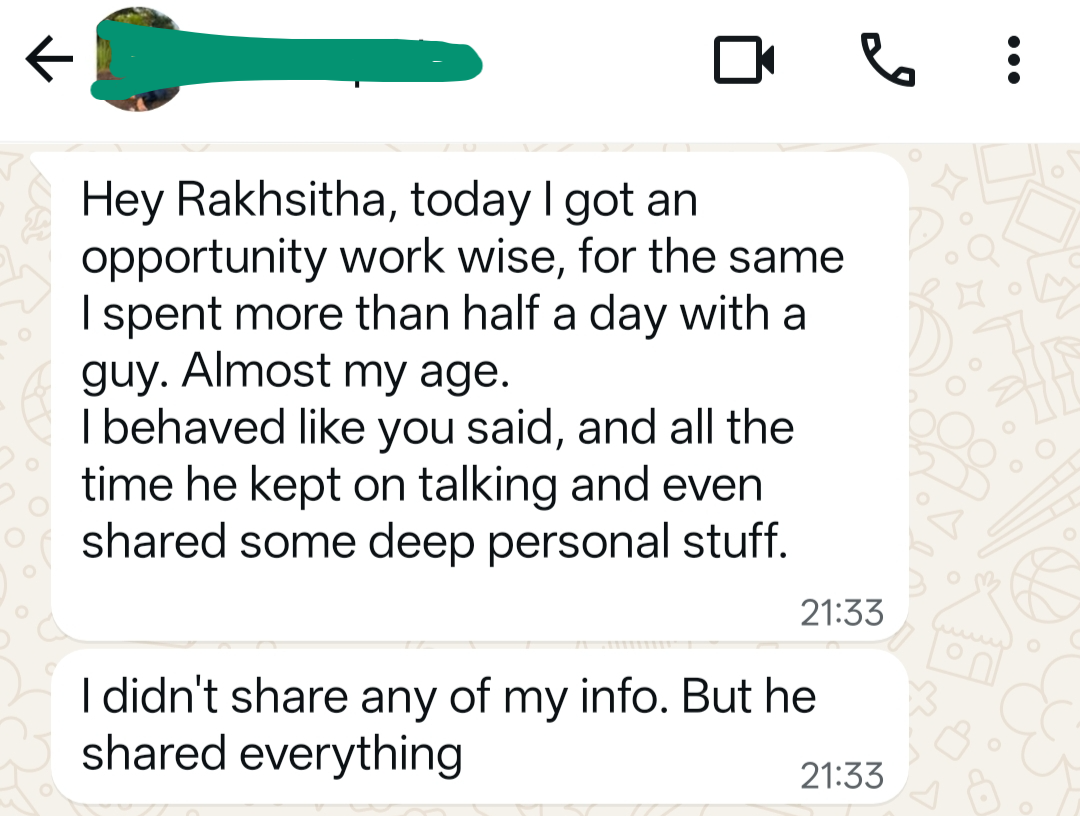 Hey Rakhsitha, today I got an
opportunity work wise, for the same
I spent more than half a day with a
guy. Almost my age.
I behaved like you said, and all the
time he kept on talking and even
shared some deep personal stuff.
21:33
I didn't share any of my info. But he
shared everything
21:33